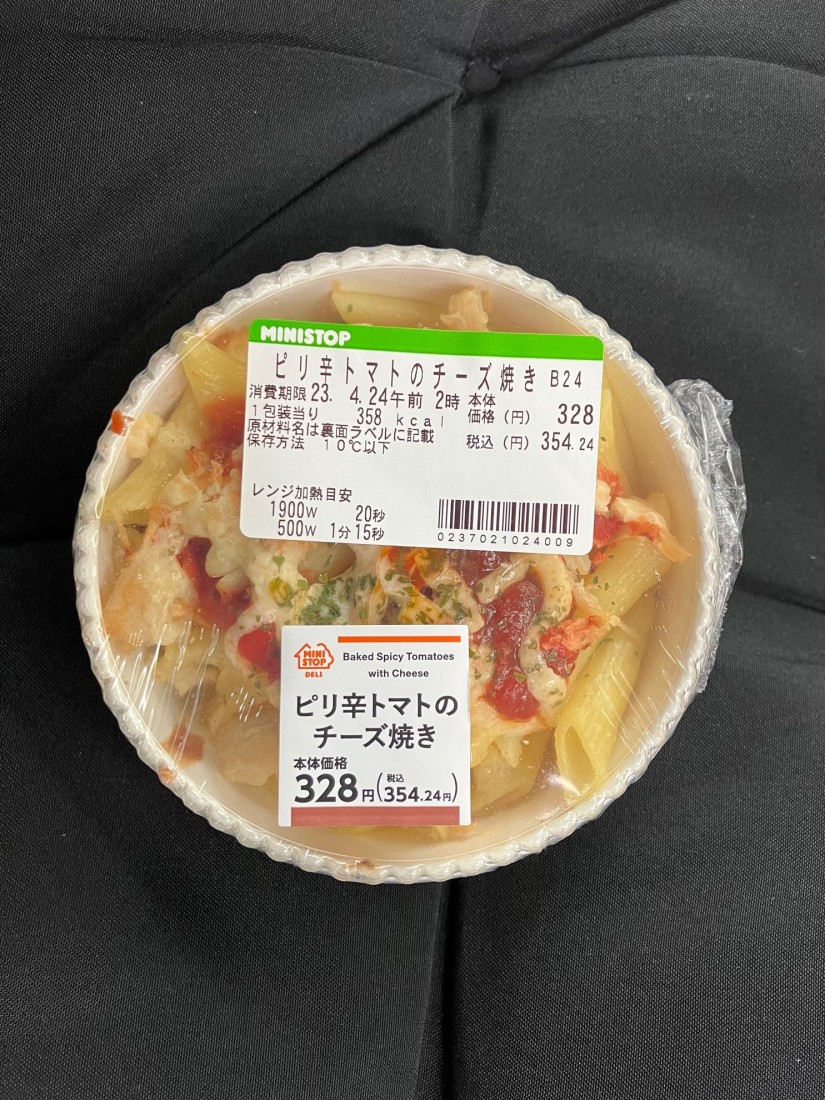 MINISTOP
ピリ辛トマトのチーズ焼き B24
消費期限 23. 4.24午前 2時
1包装当り 358 kcal
原材料名は裏面ラベルに記載
保存方法 10℃以下
本体
価格(円) 328
税込(円) 354.24
レンジ加熱目安
1900W 20秒
500W 1分15秒
0237021024009
MINI
STOP
DELI
Baked Spicy Tomatoes
with Cheese
ピリ辛トマトの
チーズ焼き
本体価格
328円(税込354.24円)